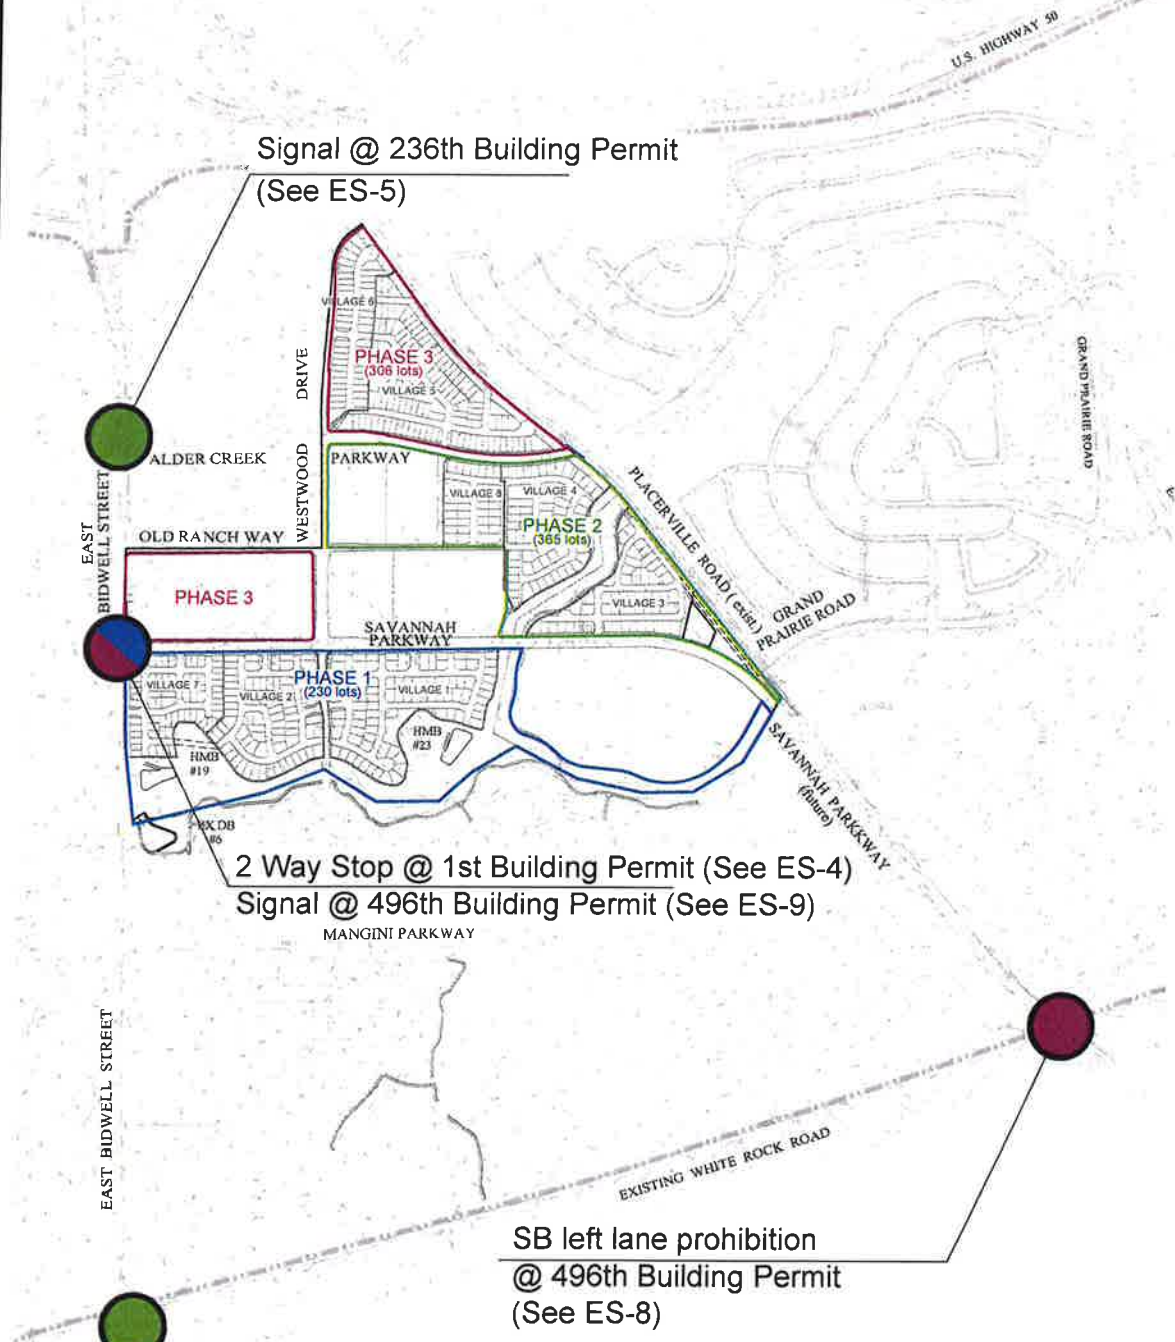 U.S. HIGHWAY 50
Signal @ 236th Building Permit
(See ES-5)
VILLAGE 6
PHASE 3
(306 lots)
VILLAGE 5
WESTWOOD DRIVE
GRAND PRAIRIE ROAD
ALDER CREEK
PARKWAY
VILLAGE 8
VILLAGE 4
PHASE 2
(365 lots)
PLACERVILLE ROAD ( exist.)
EAST
BIDWELL STREET
OLD RANCH WAY
PHASE 3
VILLAGE 3
GRAND
PRAIRIE ROAD
SAVANNAH
PARKWAY
PHASE 1
(230 lots)
VILLAGE 7
VILLAGE 2
VILLAGE 1
HMB
#23
HMB
#19
SAVANNAH PARKKWAY
(future)
#6
2 Way Stop @ 1st Building Permit (See ES-4)
Signal @ 496th Building Permit (See ES-9)
MANGINI PARKWAY
EAST BIDWELL STREET
EXISTING WHITE ROCK ROAD
SB left lane prohibition
@ 496th Building Permit
(See ES-8)